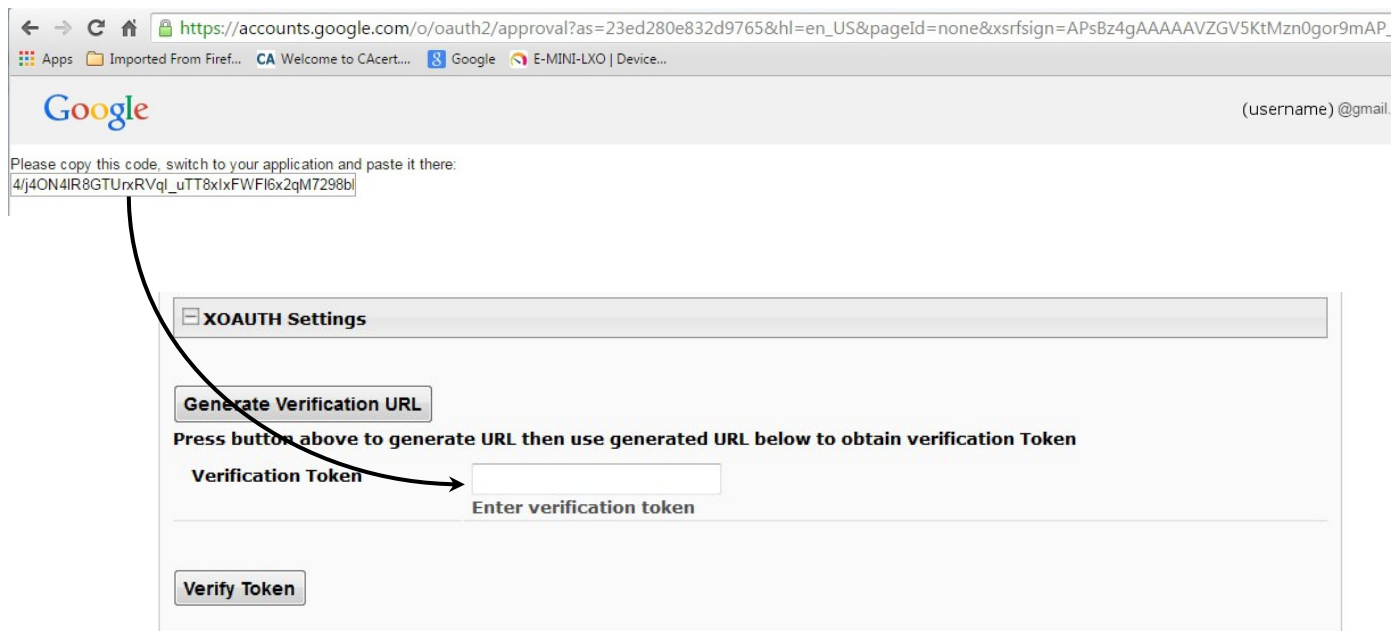 https://accounts.google.com/o/oauth2/approval?as=23ed280e832d9765&hl=en_US&pageId=none&xsrfsign=APsBz4gAAAAAVZGV5KtMzn0gor9mAP_
Apps Imported From Firef... CA Welcome to CAcert.... 8 Google E-MINI-LXO | Device...
Google (username) @gmail.
Please copy this code, switch to your application and paste it there:
4/j4ON4lR8GTUrxRVql_uTT8xIxFWFl6x2qM7298bl
XOAUTH Settings
Generate Verification URL
Press button above to generate URL then use generated URL below to obtain verification Token
Verification Token
Enter verification token
Verify Token